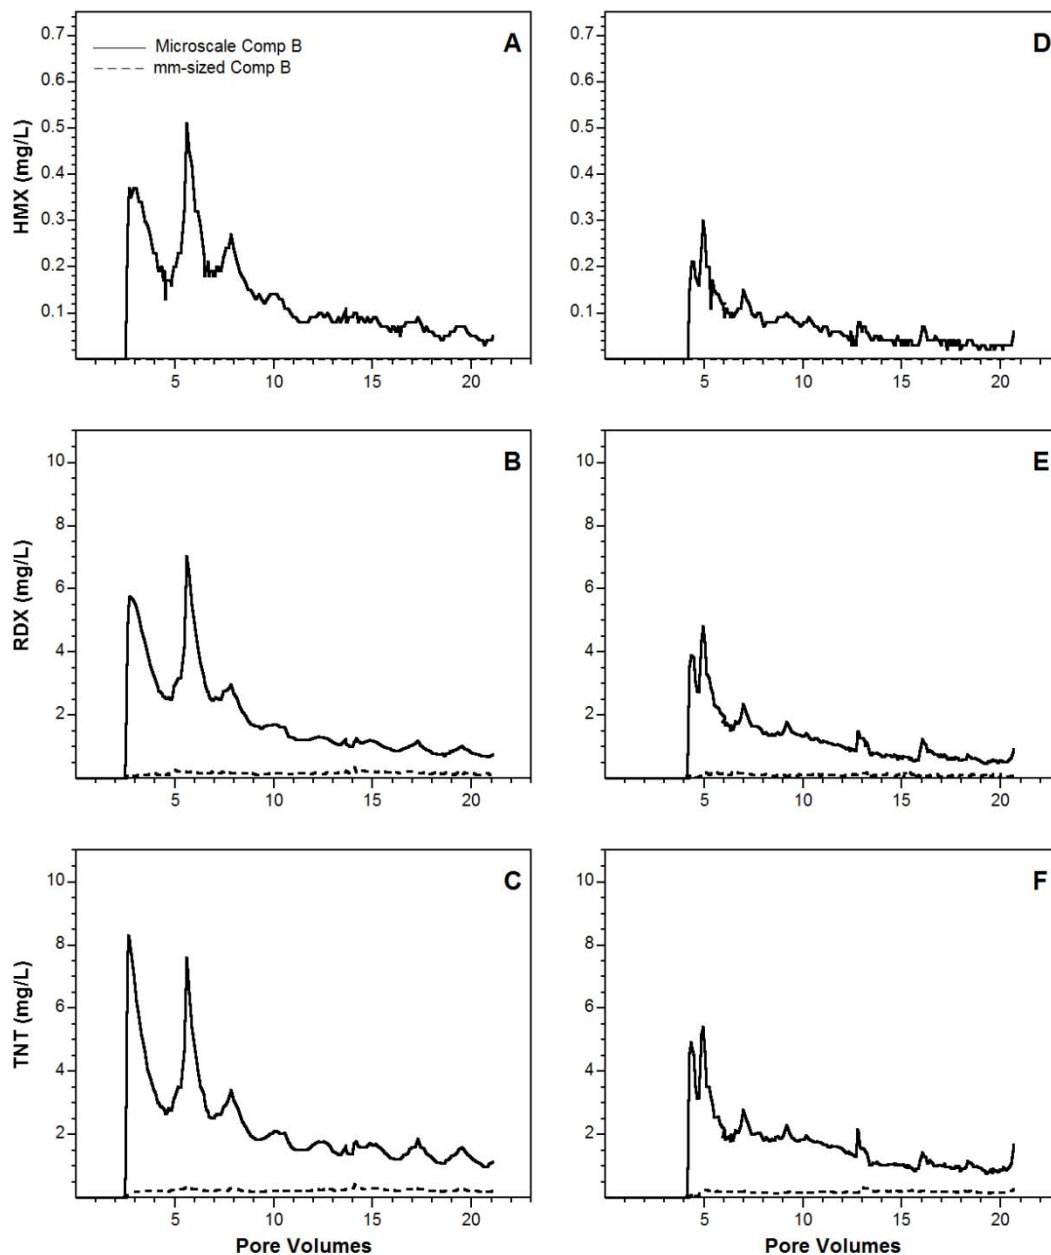 A
Microscale Comp B
mm-sized Comp B
HMX (mg/L)
0.7
0.6
0.5
0.4
0.3
0.2
0.1
5 10 15 20
D
0.7
0.6
0.5
0.4
0.3
0.2
0.1
5 10 15 20
B
RDX (mg/L)
10
8
6
4
2
5 10 15 20
E
10
8
6
4
2
5 10 15 20
C
TNT (mg/L)
10
8
6
4
2
5 10 15 20
Pore Volumes
F
10
8
6
4
2
5 10 15 20
Pore Volumes